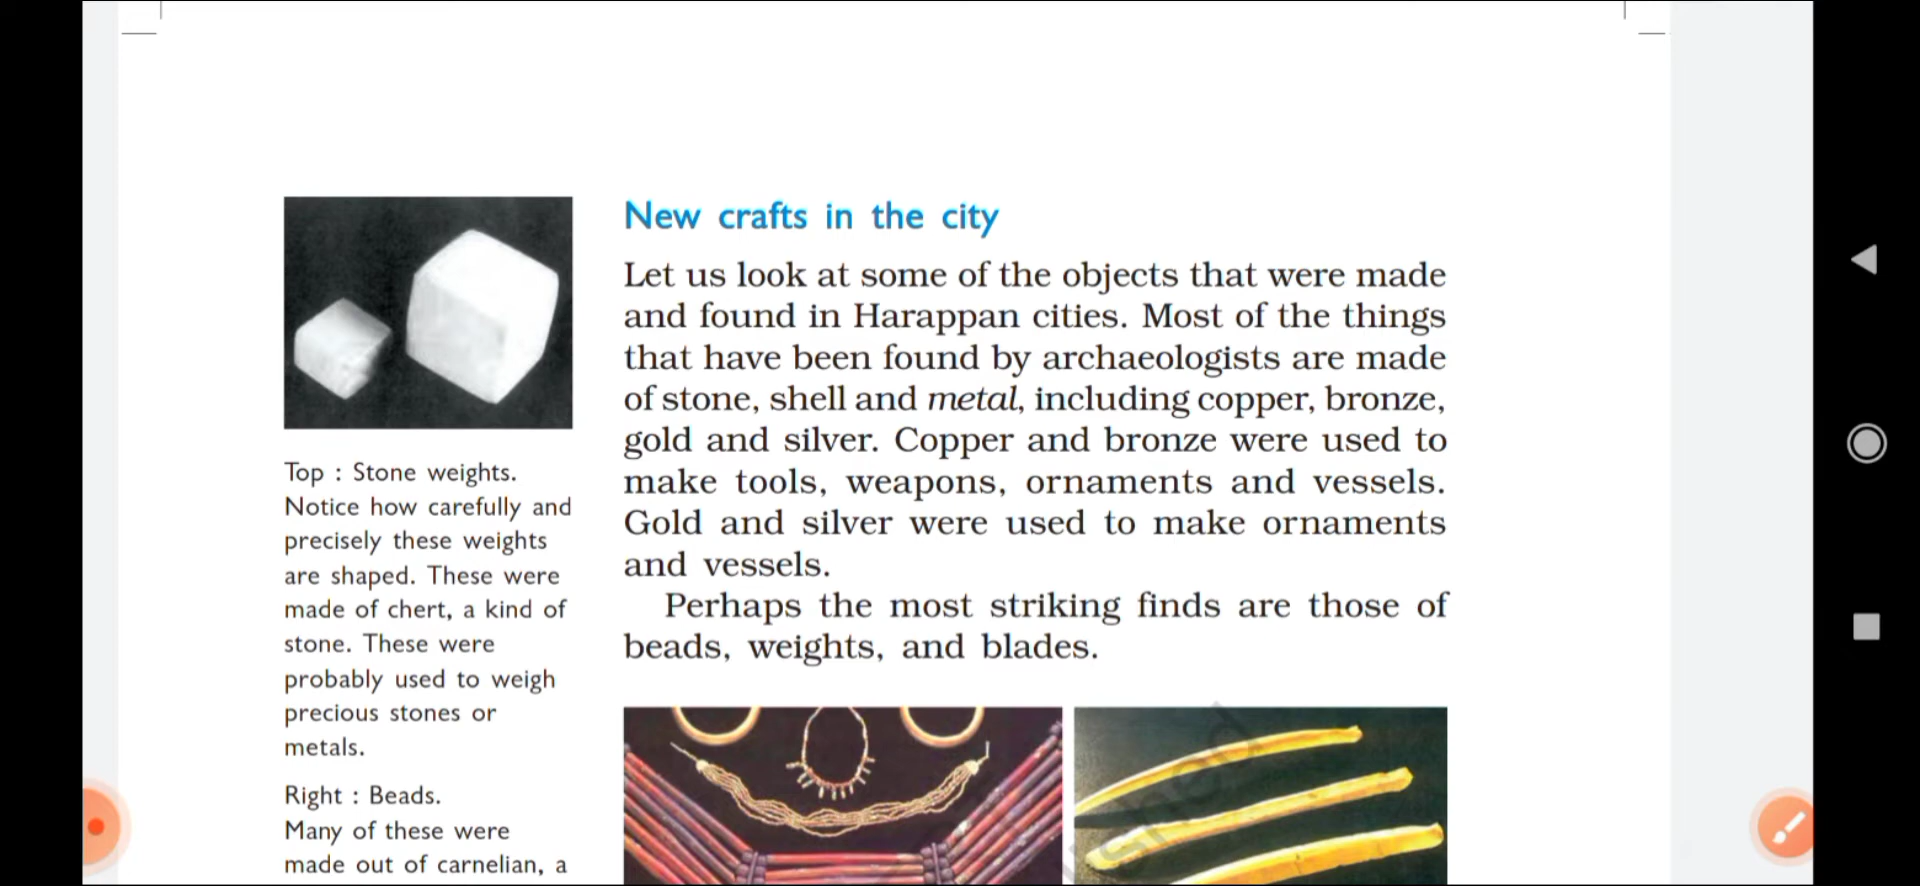 New crafts in the city
Let us look at some of the objects that were made
and found in Harappan cities. Most of the things
that have been found by archaeologists are made
of stone, shell and metal, including copper, bronze,
gold and silver. Copper and bronze were used to
make tools, weapons, ornaments and vessels.
Gold and silver were used to make ornaments
and vessels.
Perhaps the most striking finds are those of
beads, weights, and blades.
Top : Stone weights.
Notice how carefully and
precisely these weights
are shaped. These were
made of chert, a kind of
stone. These were
probably used to weigh
precious stones or
metals.
Right : Beads.
Many of these were
made out of carnelian, a